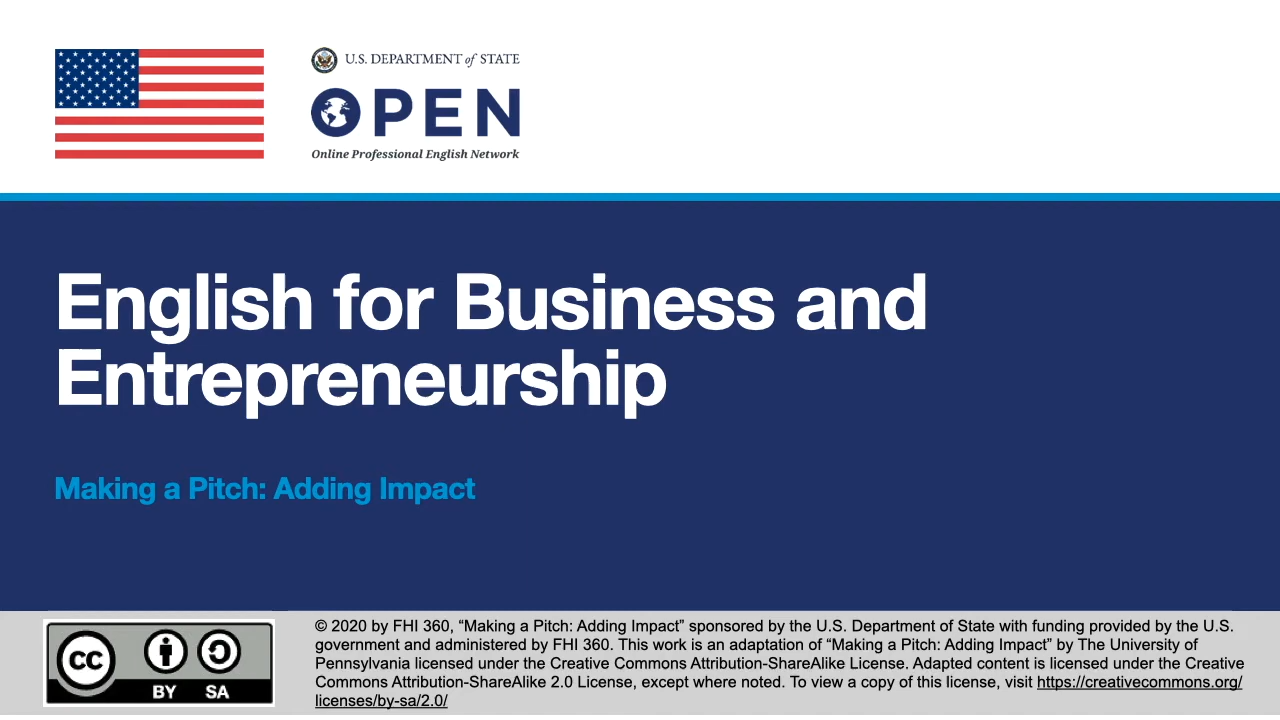 U.S. DEPARTMENT of STATE
OPEN
Online Professional English Network
English for Business and
Entrepreneurship
Making a Pitch: Adding Impact
cc
BY SA
© 2020 by FHI 360, “Making a Pitch: Adding Impact” sponsored by the U.S. Department of State with funding provided by the U.S.
government and administered by FHI 360. This work is an adaptation of “Making a Pitch: Adding Impact” by The University of
Pennsylvania licensed under the Creative Commons Attribution-ShareAlike License. Adapted content is licensed under the Creative
Commons Attribution-ShareAlike 2.0 License, except where noted. To view a copy of this license, visit https://creativecommons.org/
licenses/by-sa/2.0/